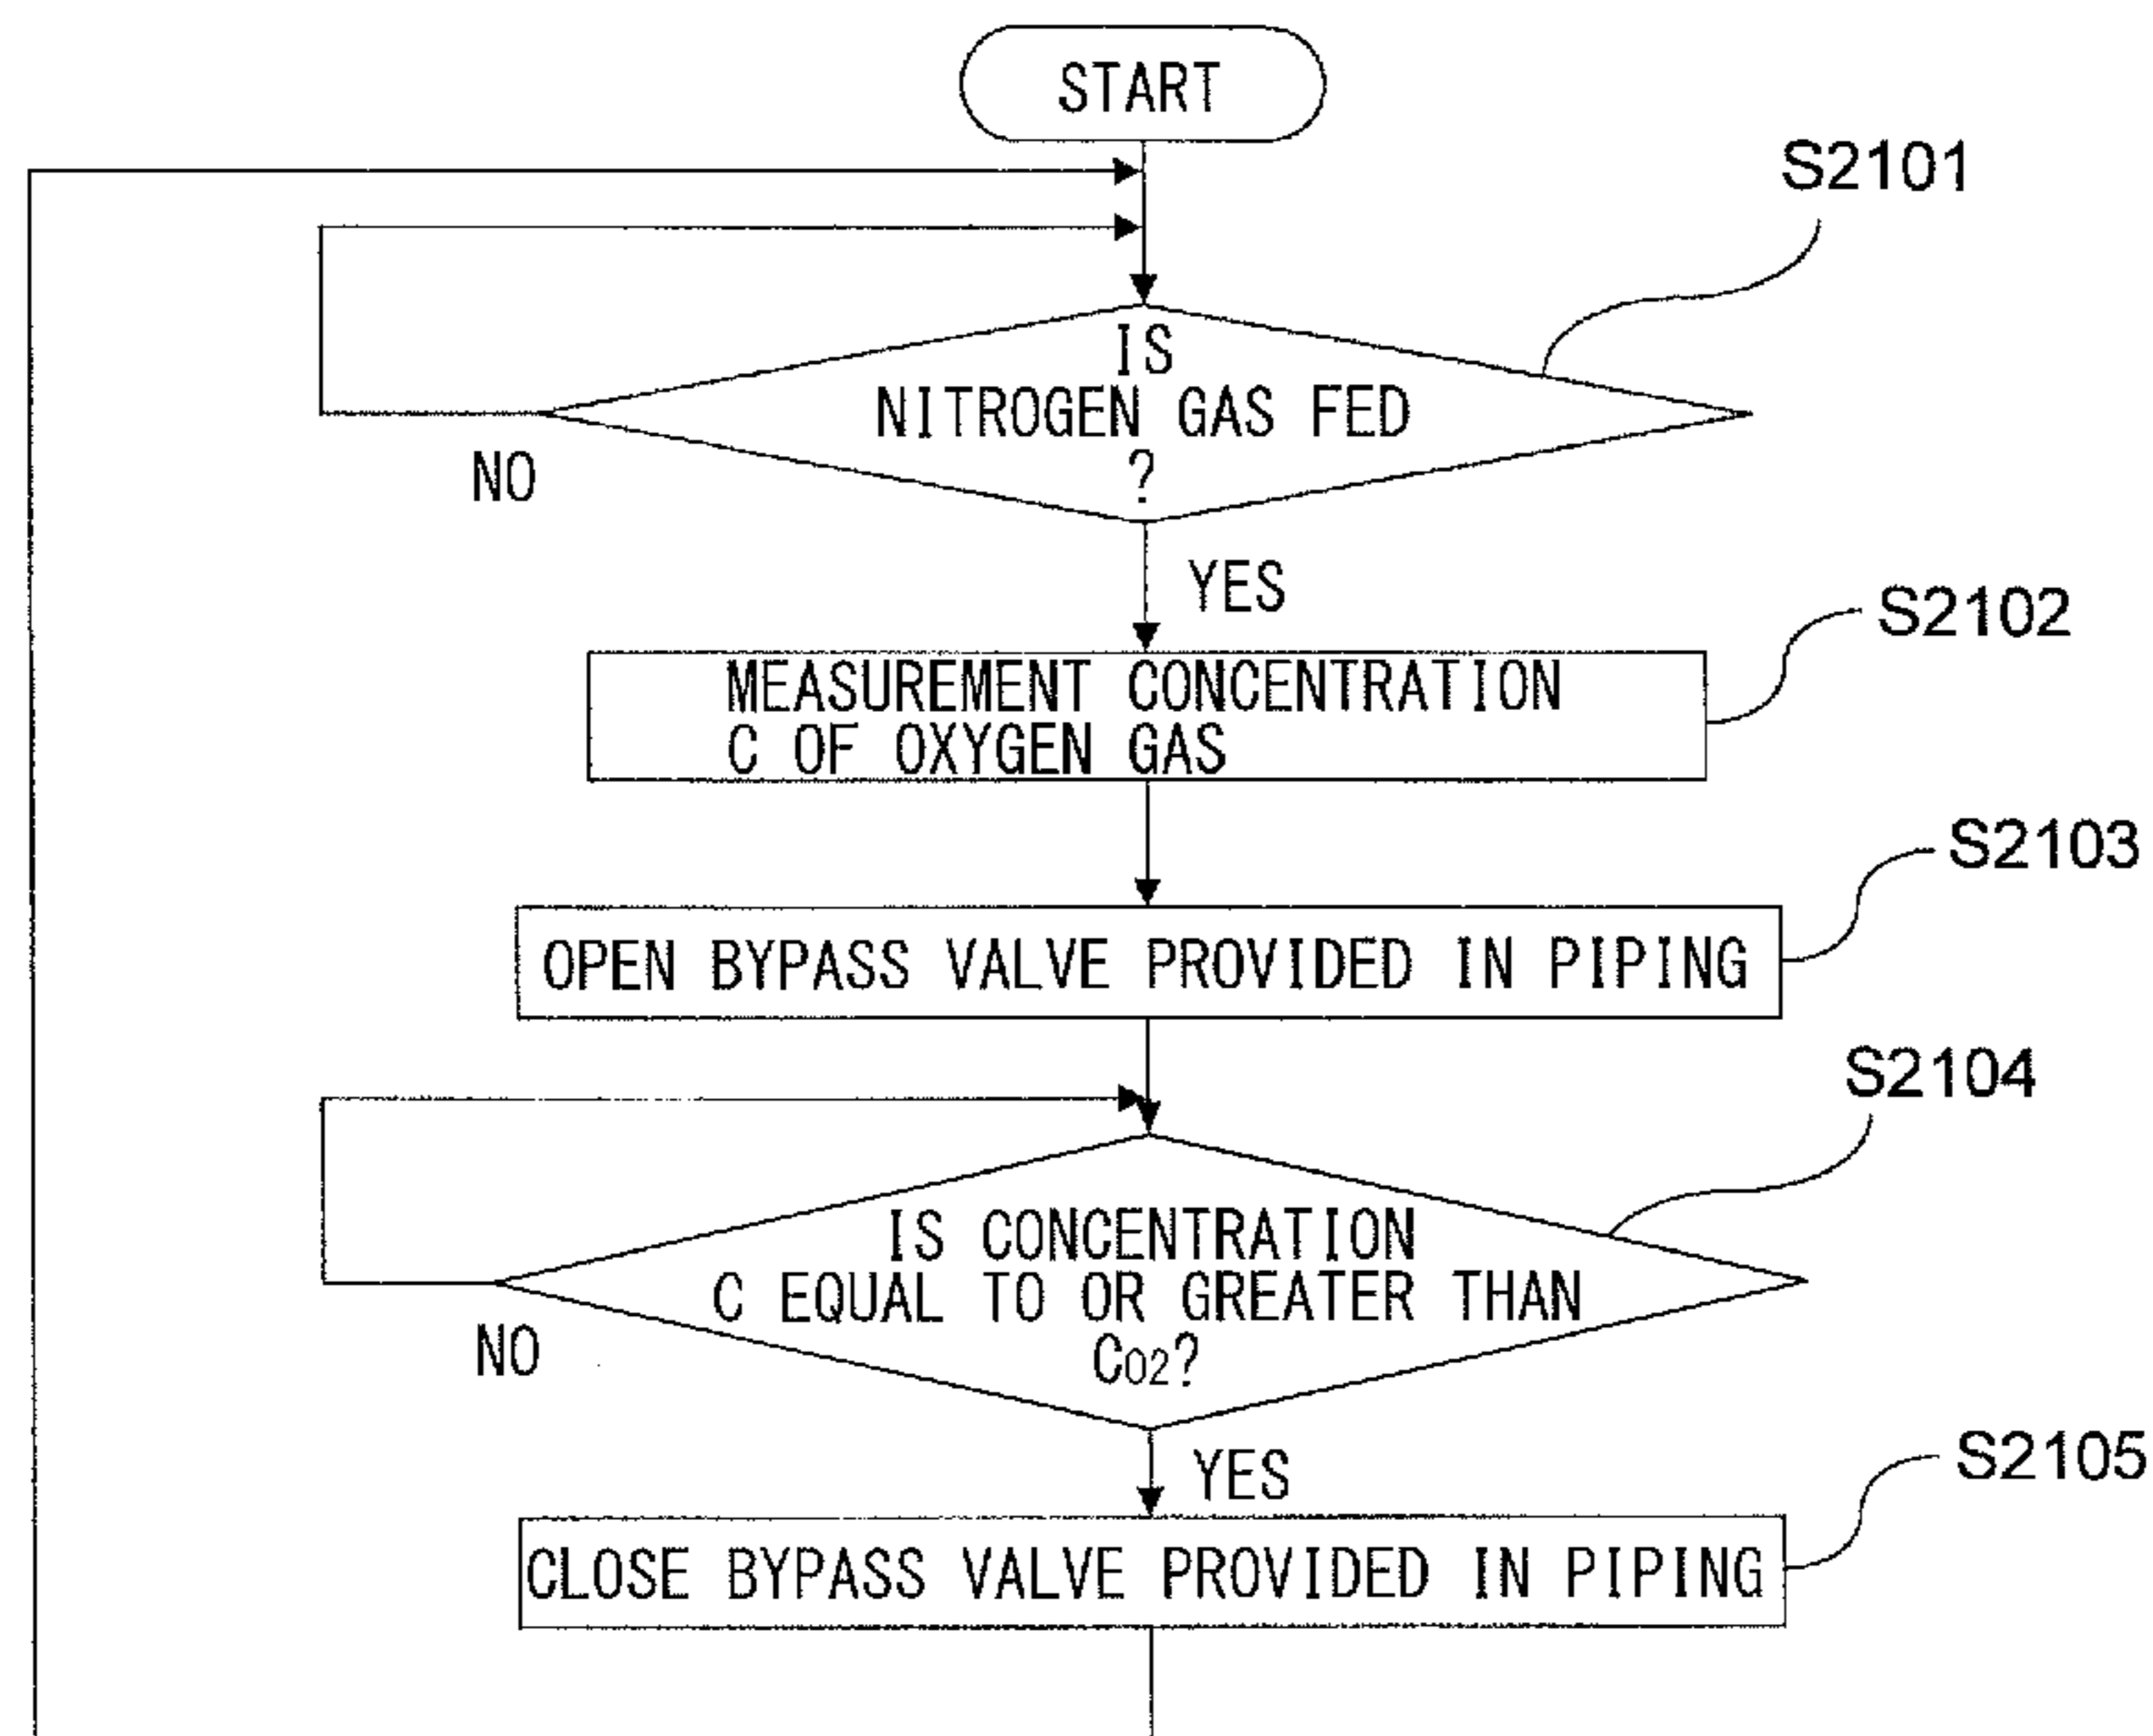 START
S2101
IS
NITROGEN GAS FED
?
NO
YES
S2102
MEASUREMENT CONCENTRATION
C OF OXYGEN GAS
S2103
OPEN BYPASS VALVE PROVIDED IN PIPING
S2104
IS CONCENTRATION
C EQUAL TO OR GREATER THAN
CO2?
NO
YES
S2105
CLOSE BYPASS VALVE PROVIDED IN PIPING